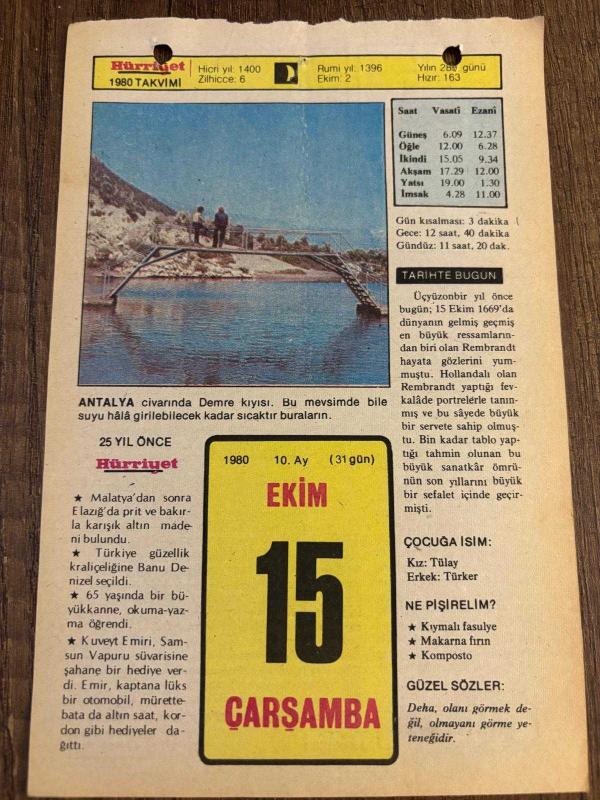 Hürriyet
1980 TAKVİMİ
Hicri yıl: 1400
Zilhicce: 6
Rumi yıl: 1396
Ekim: 2
Yılın günü
Hızır: 163
Saat Vasatî Ezanî
Güneş 6.09 12.37
Öğle 12.00 6.28
İkindi 15.05 9.34
Akşam 17.29 12.00
Yatsı 19.00 1.30
İmsak 4.28 11.00
Gün kısalması: 3 dakika
Gece: 12 saat, 40 dakika
Gündüz: 11 saat, 20 dak.
ANTALYA civarında Demre kıyısı. Bu mevsimde bile
suyu hâlâ girilebilecek kadar sıcaktır buraların.
TARİHTE BUGÜN
Üçyüzonbir yıl önce
bugün; 15 Ekim 1669'da
dünyanın gelmiş geçmiş
en büyük ressamların-
dan biri olan Rembrandt
hayata gözlerini yum-
muştu. Hollandalı olan
Rembrandt yaptığı fev-
kalâde portrelerle tanın-
mış ve bu sâyede büyük
bir servete sahip olmuş-
tu. Bin kadar tablo yap-
tığı tahmin olunan bu
büyük sanatkâr ömrü-
nün son yıllarını büyük
bir sefalet içinde geçir-
mişti.
25 YIL ÖNCE
Hürriyet
★ Malatya'dan sonra
Elazığ'da prit ve bakır-
la karışık altın made-
ni bulundu.
★ Türkiye güzellik
kraliçeliğine Banu De-
nizel seçildi.
★ 65 yaşında bir bü-
yükkanne, okuma-yaz-
ma öğrendi.
★ Kuveyt Emiri, Sam-
sun Vapuru süvarisine
şahane bir hediye ver-
di. Emir, kaptana lüks
bir otomobil, mürette-
bata da altın saat, kor-
don gibi hediyeler da-
ğıttı.
1980 10. Ay (31 gün)
EKİM
15
ÇARŞAMBA
ÇOCUĞA İSİM:
Kız: Tülay
Erkek: Türker
NE PİŞİRELİM?
★ Kıymalı fasulye
★ Makarna fırın
★ Komposto
GÜZEL SÖZLER:
Deha, olanı görmek de-
ğil, olmayanı görme ye-
teneğidir.